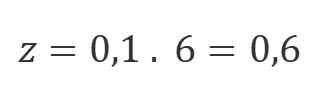 z = 0,1 . 6 = 0,6